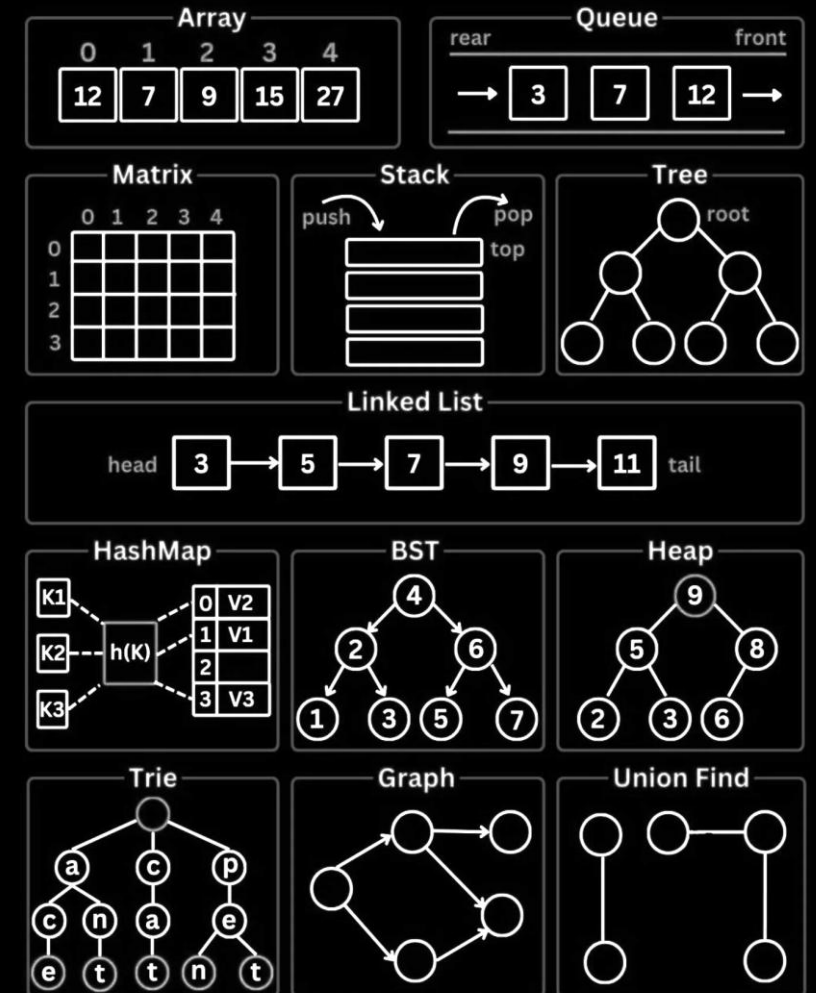 Array
0 1 2 3 4
12 7 9 15 27
Queue
rear front
3 7 12
Matrix
0 1 2 3 4
0
1
2
3
Stack
push pop
top
Tree
root
Linked List
head 3 5 7 9 11 tail
HashMap
K1
K2
K3
h(K)
0 V2
1 V1
2
3 V3
BST
4
2 6
1 3 5 7
Heap
9
5 8
2 3 6
Trie
a c p
c n a e
e t t n t
Graph
Union Find